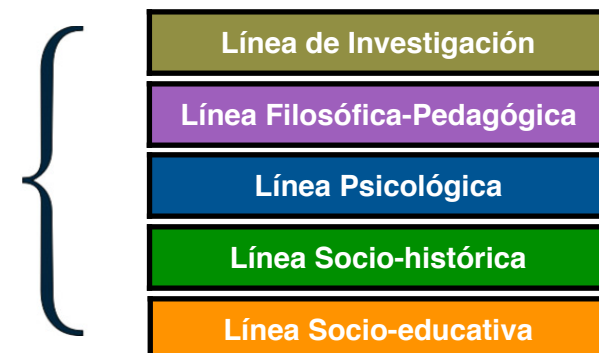 Línea de Investigación
Línea Filosófica-Pedagógica
Línea Psicológica
Línea Socio-histórica
Línea Socio-educativa